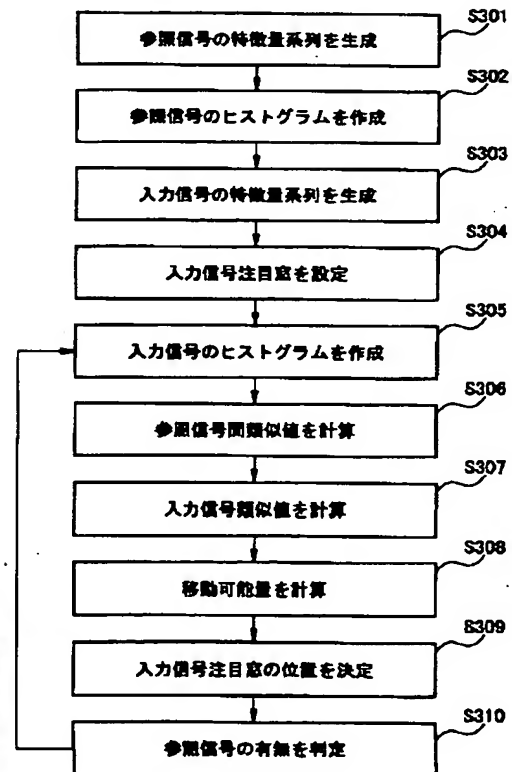 S301
参照信号の特徴量系列を生成
S302
参照信号のヒストグラムを作成
S303
入力信号の特徴量系列を生成
S304
入力信号注目窓を設定
S305
入力信号のヒストグラムを作成
S306
参照信号間類似値を計算
S307
入力信号類似値を計算
S308
移動可能量を計算
S309
入力信号注目窓の位置を決定
S310
参照信号の有無を判定